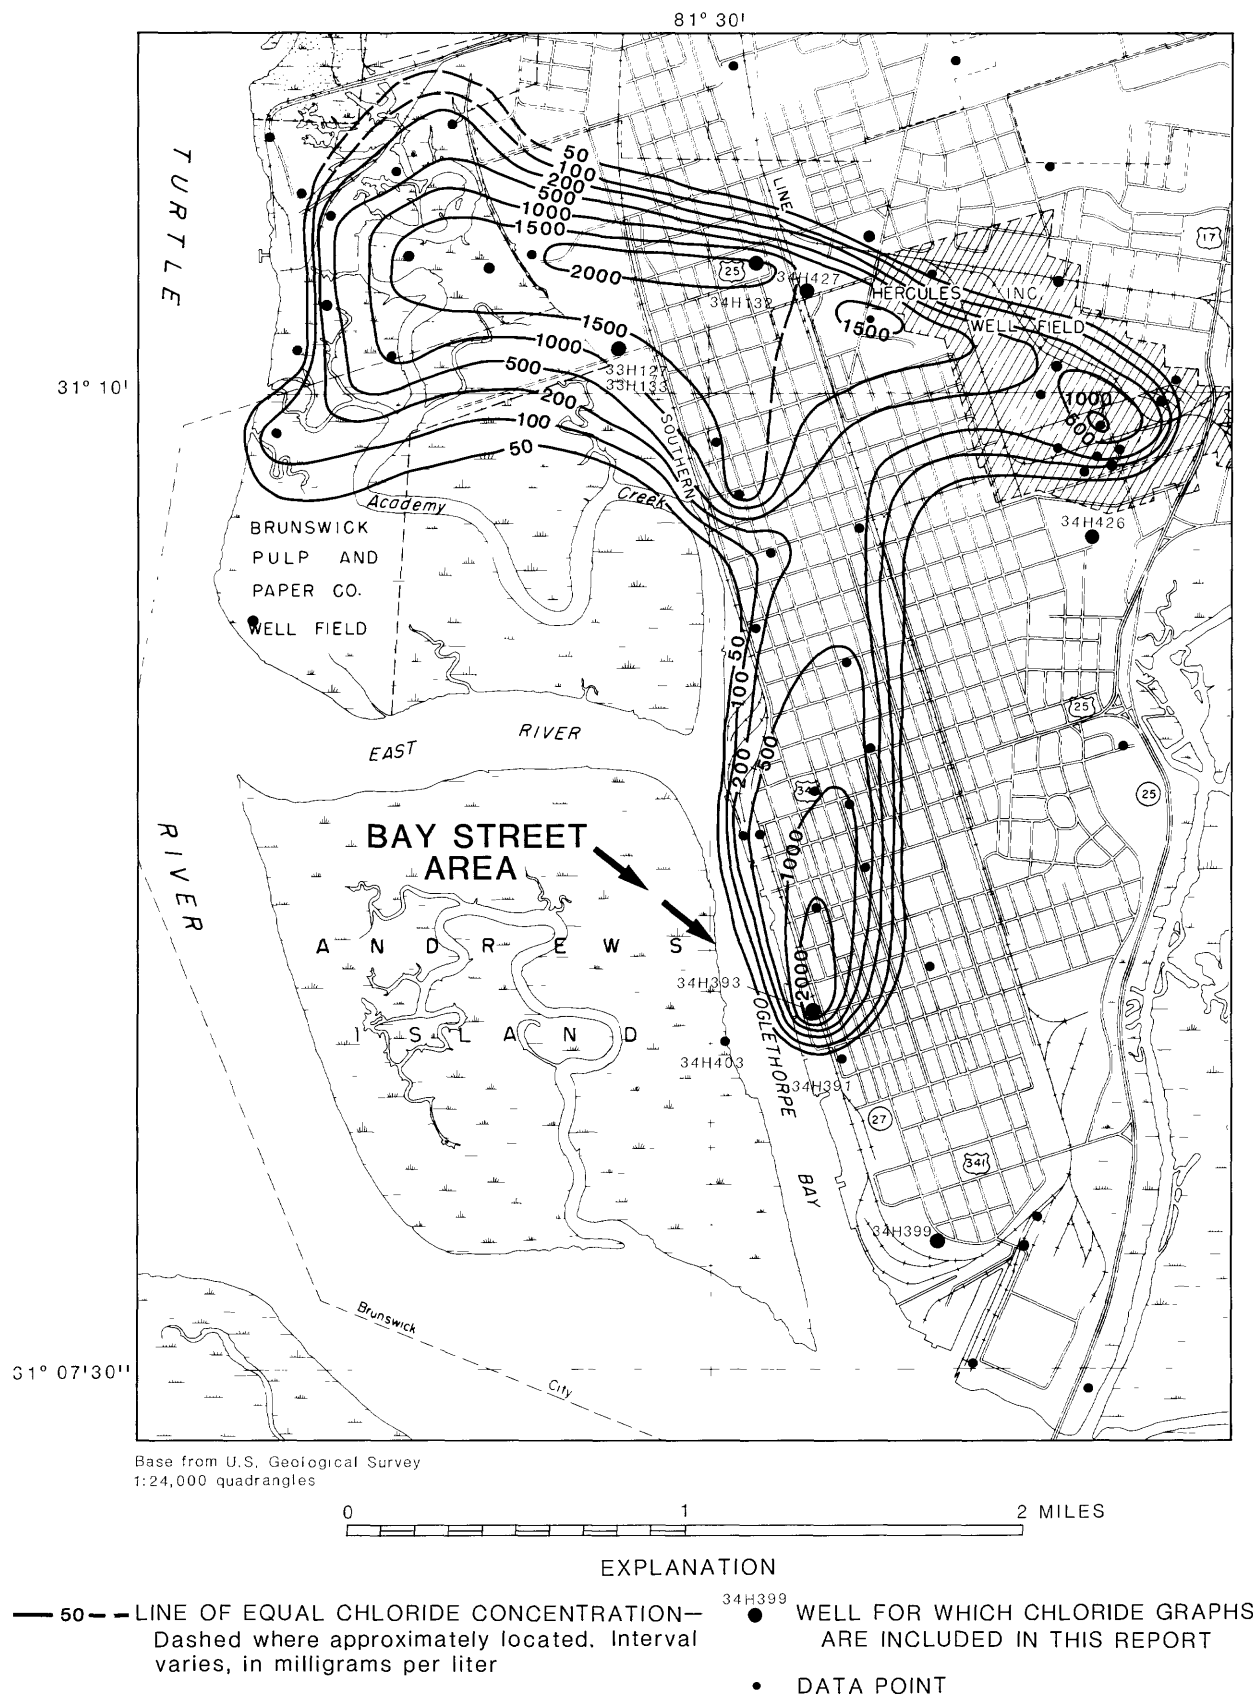 81° 30'
TURTLE
50
100
200
500
1000
1500
2000
LINE
17
25
34H427
34H132
HERCULES INC
WELL FIELD
1500
1500
1000
33H127
33H133
31° 10'
500
200
100
50
1000
600
SOUTHERN
Academy Creek
34H426
BRUNSWICK
PULP AND
PAPER CO.
WELL FIELD
50
100
200
500
25
EAST RIVER
25
RIVER
BAY STREET
AREA
1000
ANDREWS
2000
34H393
ISLAND
OGLETHORPE
34H403
34H391
27
341
BAY
34H399
Brunswick
City
31° 07'30"
Base from U.S. Geological Survey
1:24,000 quadrangles
0 1 2 MILES
EXPLANATION
50 LINE OF EQUAL CHLORIDE CONCENTRATION—
Dashed where approximately located. Interval
varies, in milligrams per liter
34H399
WELL FOR WHICH CHLORIDE GRAPHS
ARE INCLUDED IN THIS REPORT
DATA POINT